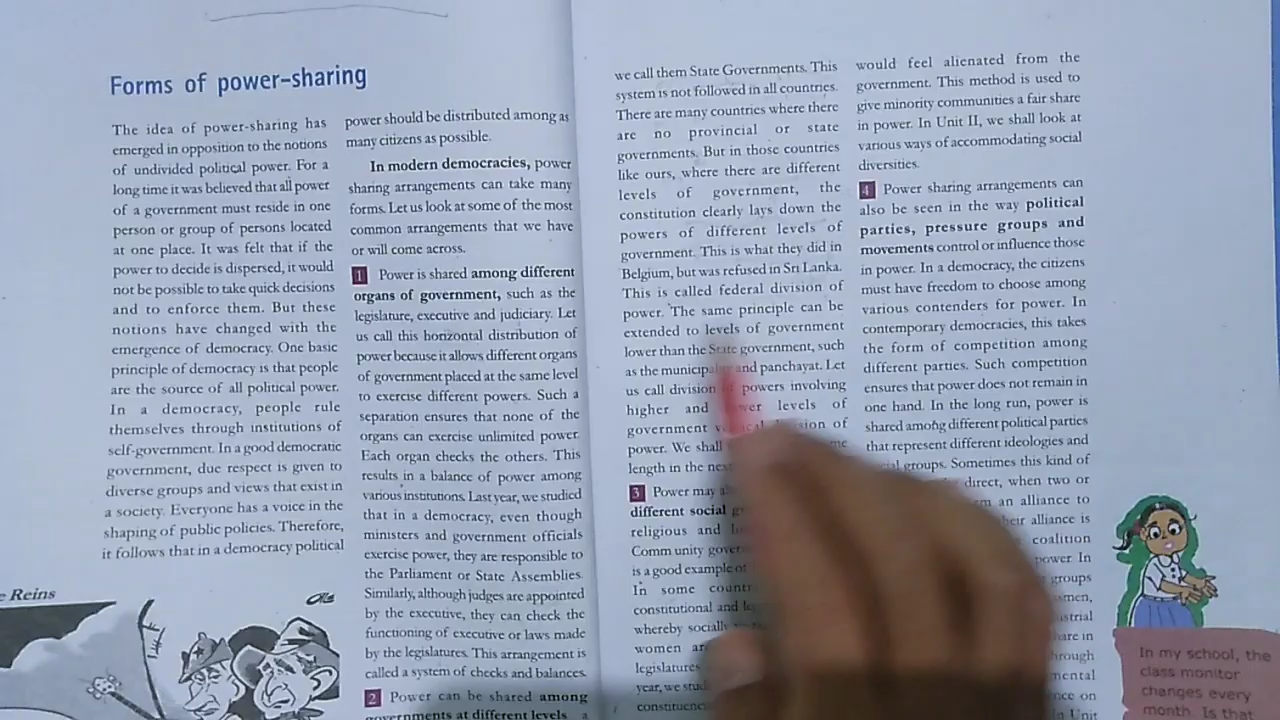 Forms of power-sharing
The idea of power-sharing has
emerged in opposition to the notions
of undivided political power. For a
long time it was believed that all power
of a government must reside in one
person or group of persons located
at one place. It was felt that if the
power to decide is dispersed, it would
not be possible to take quick decisions
and to enforce them. But these
notions have changed with the
emergence of democracy. One basic
principle of democracy is that people
are the source of all political power.
In a democracy, people rule
themselves through institutions of
self-government. In a good democratic
government, due respect is given to
diverse groups and views that exist in
a society. Everyone has a voice in the
shaping of public policies. Therefore,
it follows that in a democracy political
Reins
power should be distributed among as
many citizens as possible.
In modern democracies, power
sharing arrangements can take many
forms. Let us look at some of the most
common arrangements that we have
or will come across.
1 Power is shared among different
organs of government, such as the
legislature, executive and judiciary. Let
us call this horizontal distribution of
power because it allows different organs
of government placed at the same level
to exercise different powers. Such a
separation ensures that none of the
organs can exercise unlimited power.
Each organ checks the others. This
results in a balance of power among
various institutions. Last year, we studied
that in a democracy, even though
ministers and government officials
exercise power, they are responsible to
the Parliament or State Assemblies.
Similarly, although judges are appointed
by the executive, they can check the
functioning of executive or laws made
by the legislatures. This arrangement is
called a system of checks and balances.
2 Power can be shared among
governments at different levels – a
we call them State Governments. This
system is not followed in all countries.
There are many countries where there
are no provincial or state
governments. But in those countries
like ours, where there are different
levels of government, the
constitution clearly lays down the
powers of different levels of
government. This is what they did in
Belgium, but was refused in Sri Lanka.
This is called federal division of
power. The same principle can be
extended to levels of government
lower than the State government, such
as the municipality and panchayat. Let
us call division of powers involving
higher and lower levels of
government vertical division of
power. We shall
length in the next
3 Power may
different social
religious and
Comm unity
is a good example of
In some
constitutional and
whereby socially
women are
legislatures
year, we
would feel alienated from the
government. This method is used to
give minority communities a fair share
in power. In Unit II, we shall look at
various ways of accommodating social
diversities.
4 Power sharing arrangements can
also be seen in the way political
parties, pressure groups and
movements control or influence those
in power. In a democracy, the citizens
must have freedom to choose among
various contenders for power. In
contemporary democracies, this takes
the form of competition among
different parties. Such competition
ensures that power does not remain in
one hand. In the long run, power is
shared among different political parties
that represent different ideologies and
groups. Sometimes this kind of
direct, when two or
an alliance to
alliance is
coalition
power. In
groups
in
through
on
in Unit
In my school, the
class monitor
changes every
month. Is that